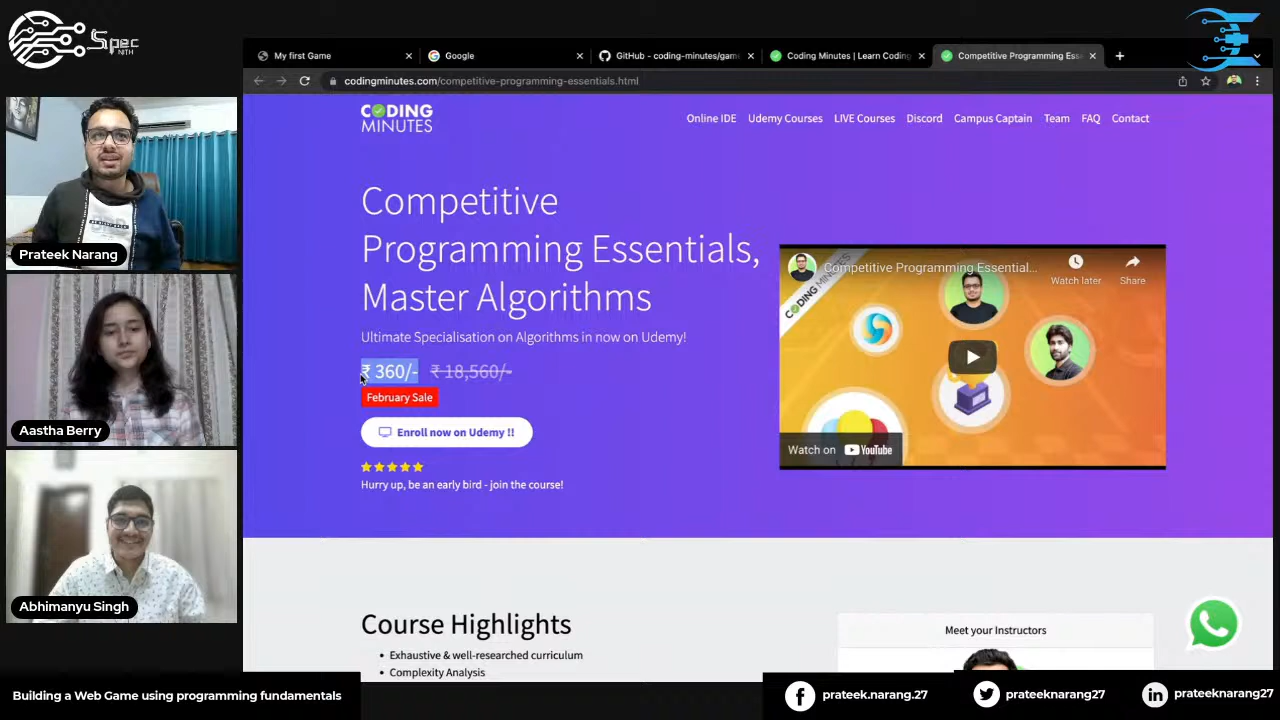 Spec
NITH
My first Game
Google
GitHub - coding-minutes/gam
Coding Minutes | Learn Coding
Competitive Programming Ess
codingminutes.com/competitive-programming-essentials.html
CODING
MINUTES
Online IDE
Udemy Courses
LIVE Courses
Discord
Campus Captain
Team
FAQ
Contact
Competitive
Programming Essentials,
Master Algorithms
Ultimate Specialisation on Algorithms in now on Udemy!
₹ 360/- ₹ 18,560/-
February Sale
Enroll now on Udemy !!
Hurry up, be an early bird - join the course!
CODING MINUTES
Competitive Programming Essential...
Watch later
Share
Watch on YouTube
Course Highlights
• Exhaustive & well-researched curriculum
• Complexity Analysis
Meet your Instructors
Prateek Narang
Aastha Berry
Abhimanyu Singh
Building a Web Game using programming fundamentals
prateek.narang.27
prateeknarang27
prateeknarang27